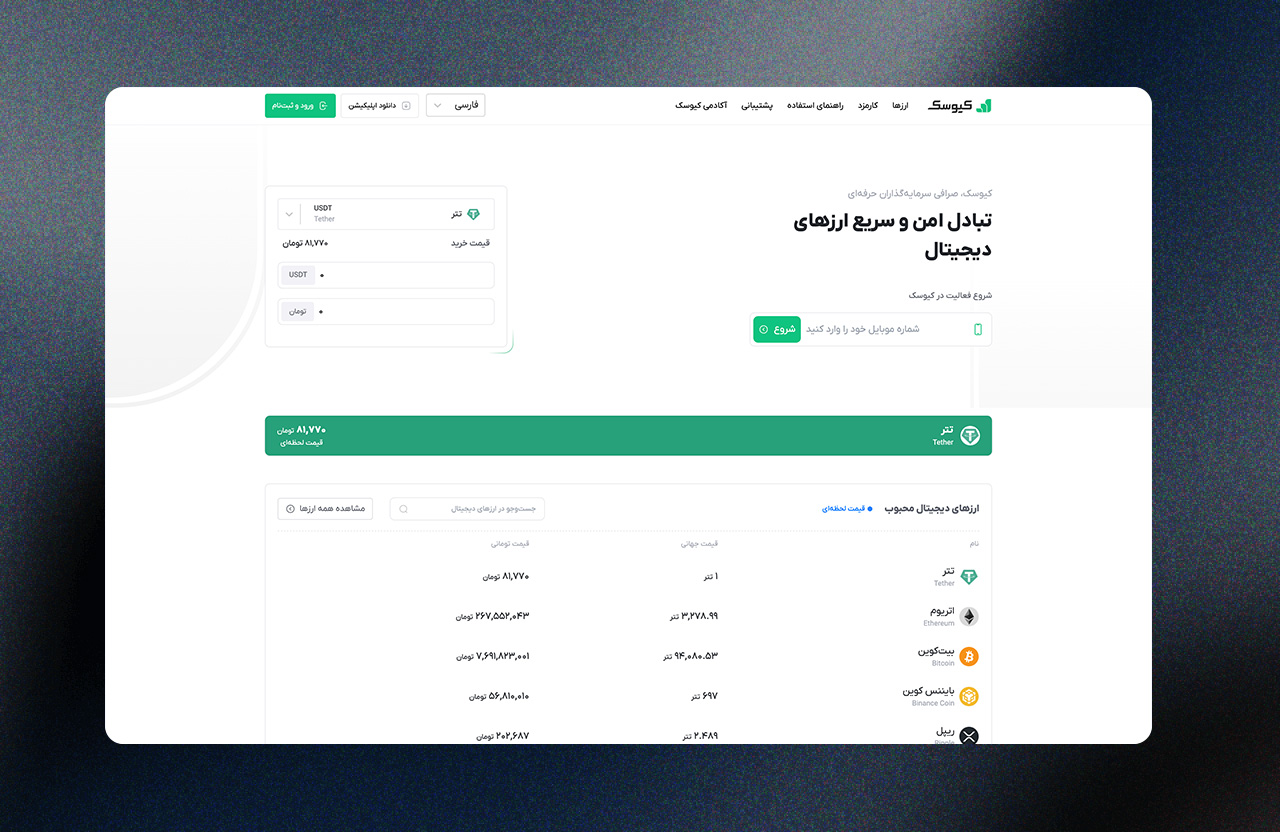 کیوسک
ارزها
کارمزد
راهنمای استفاده
پشتیبانی
آکادمی کیوسک
فارسی
دانلود اپلیکیشن
ورود و ثبت‌نام
کیوسک، صرافی سرمایه‌گذاران حرفه‌ای
تبادل امن و سریع ارزهای
دیجیتال
شروع فعالیت در کیوسک
شماره موبایل خود را وارد کنید
شروع
تتر
USDT
Tether
قیمت خرید
۸۱,۷۷۰ تومان
۰
USDT
۰
تومان
تتر
Tether
۸۱,۷۷۰ تومان
قیمت لحظه‌ای
ارزهای دیجیتال محبوب
قیمت لحظه‌ای
جست‌وجو در ارزهای دیجیتال
مشاهده همه ارزها
نام
قیمت جهانی
قیمت تومانی
تتر
Tether
۱ تتر
۸۱,۷۷۰ تومان
اتریوم
Ethereum
۳,۲۷۸.۹۹ تتر
۲۶۷,۵۵۲,۰۴۳ تومان
بیت‌کوین
Bitcoin
۹۴,۰۸۰.۵۳ تتر
۷,۶۹۱,۸۲۳,۰۰۱ تومان
بایننس کوین
Binance Coin
۶۹۷ تتر
۵۶,۸۱۰,۰۱۰ تومان
ریپل
Ripple
۲.۴۸۹ تتر
۲۰۲,۶۸۷ تومان